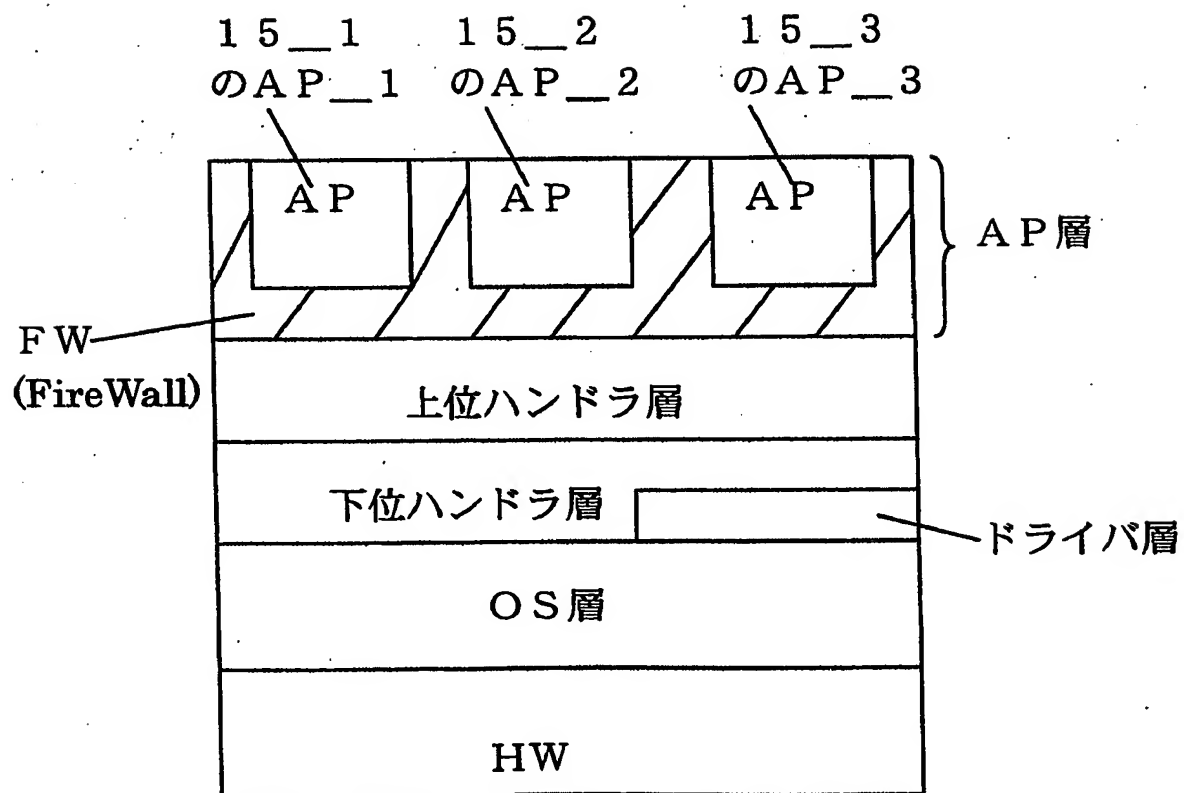 １５＿１ １５＿２ １５＿３
のＡＰ＿１ のＡＰ＿２ のＡＰ＿３
ＡＰ ＡＰ ＡＰ
ＡＰ層
ＦＷ
(FireWall)
上位ハンドラ層
下位ハンドラ層
ドライバ層
ＯＳ層
HW